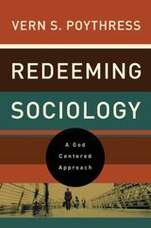 VERN S. POYTHRESS
REDEEMING
SOCIOLOGY
A God
Centered
Approach